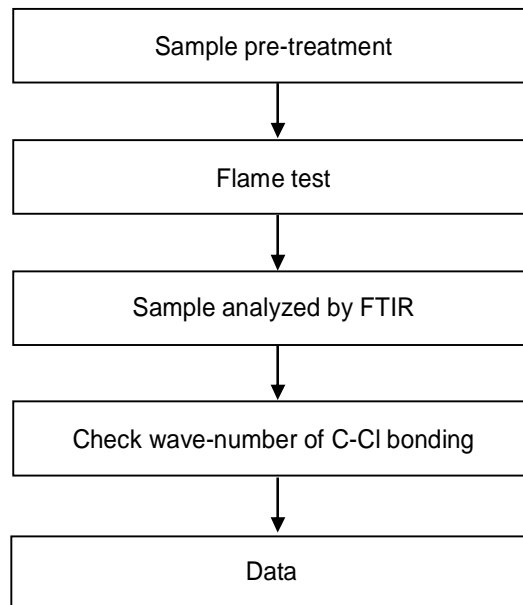 Sample pre-treatment
Flame test
Sample analyzed by FTIR
Check wave-number of C-Cl bonding
Data